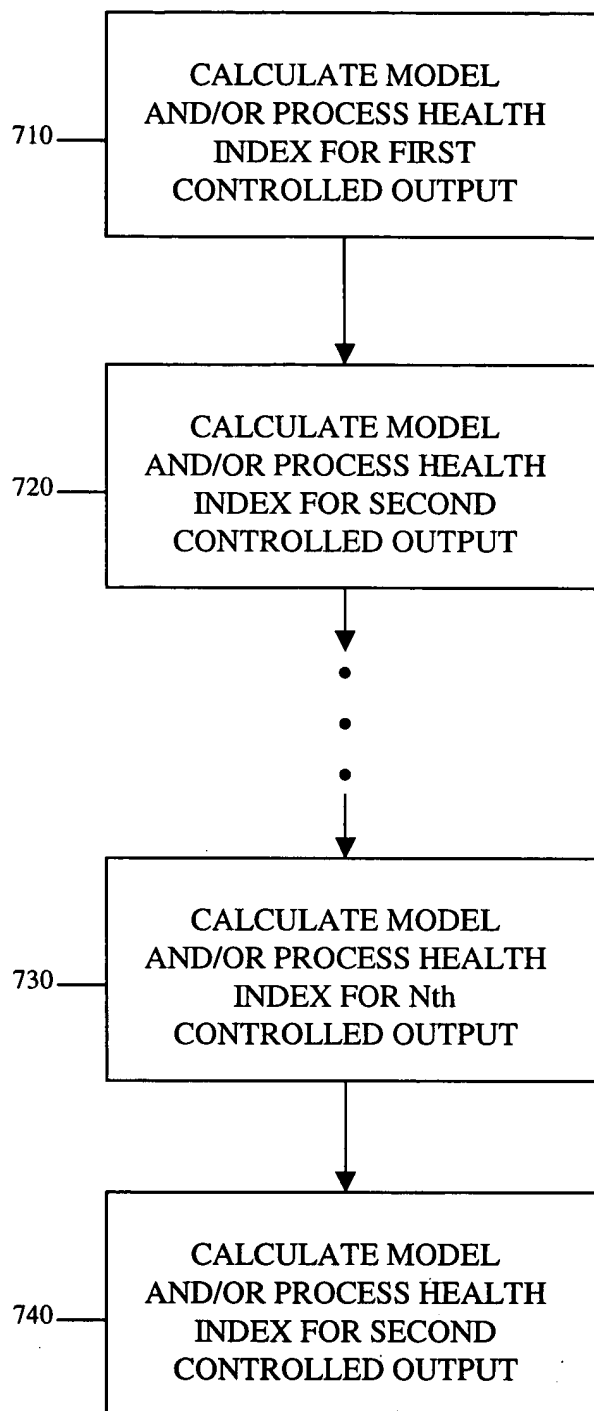 CALCULATE MODEL
AND/OR PROCESS HEALTH
INDEX FOR FIRST
CONTROLLED OUTPUT
710
CALCULATE MODEL
AND/OR PROCESS HEALTH
INDEX FOR SECOND
CONTROLLED OUTPUT
720
CALCULATE MODEL
AND/OR PROCESS HEALTH
INDEX FOR Nth
CONTROLLED OUTPUT
730
CALCULATE MODEL
AND/OR PROCESS HEALTH
INDEX FOR SECOND
CONTROLLED OUTPUT
740